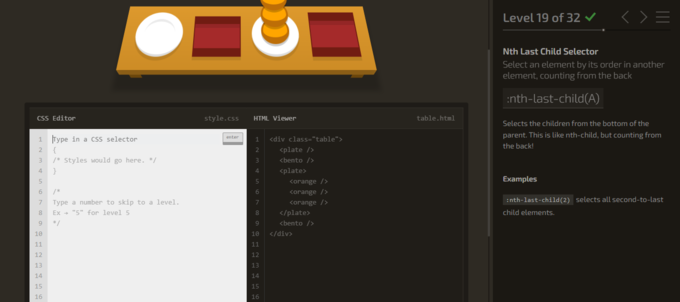 Level 19 of 32
Nth Last Child Selector
Select an element by its order in another
element, counting from the back
:nth-last-child(A)
Selects the children from the bottom of the
parent. This is like nth-child, but counting
from the back!
Examples
:nth-last-child(2) selects all second-to-last
child elements.
CSS Editor style.css
1 Type in a CSS selector enter
2 {
3 /* Styles would go here. */
4 }
5
6 /*
7 Type a number to skip to a level.
8 Ex → "5" for level 5
9 */
10
11
12
13
14
15
16
HTML Viewer table.html
1 <div class="table">
2 <plate />
3 <bento />
4 <plate>
5 <orange />
6 <orange />
7 <orange />
8 </plate>
9 <bento />
10 </div>
11
12
13
14
15
16